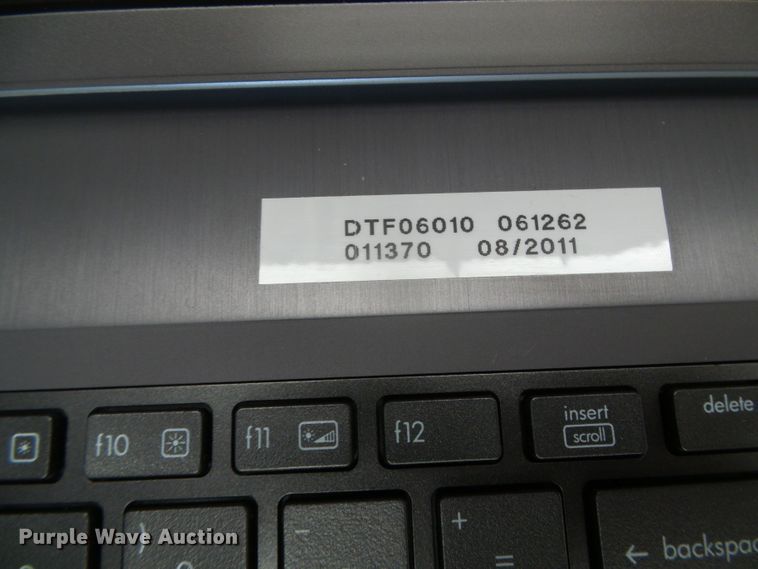 DTF06010 061262
011370 08/2011
f10 f11 f12 insert delete
scroll
) - + 
= ← backspac
Purple Wave Auction